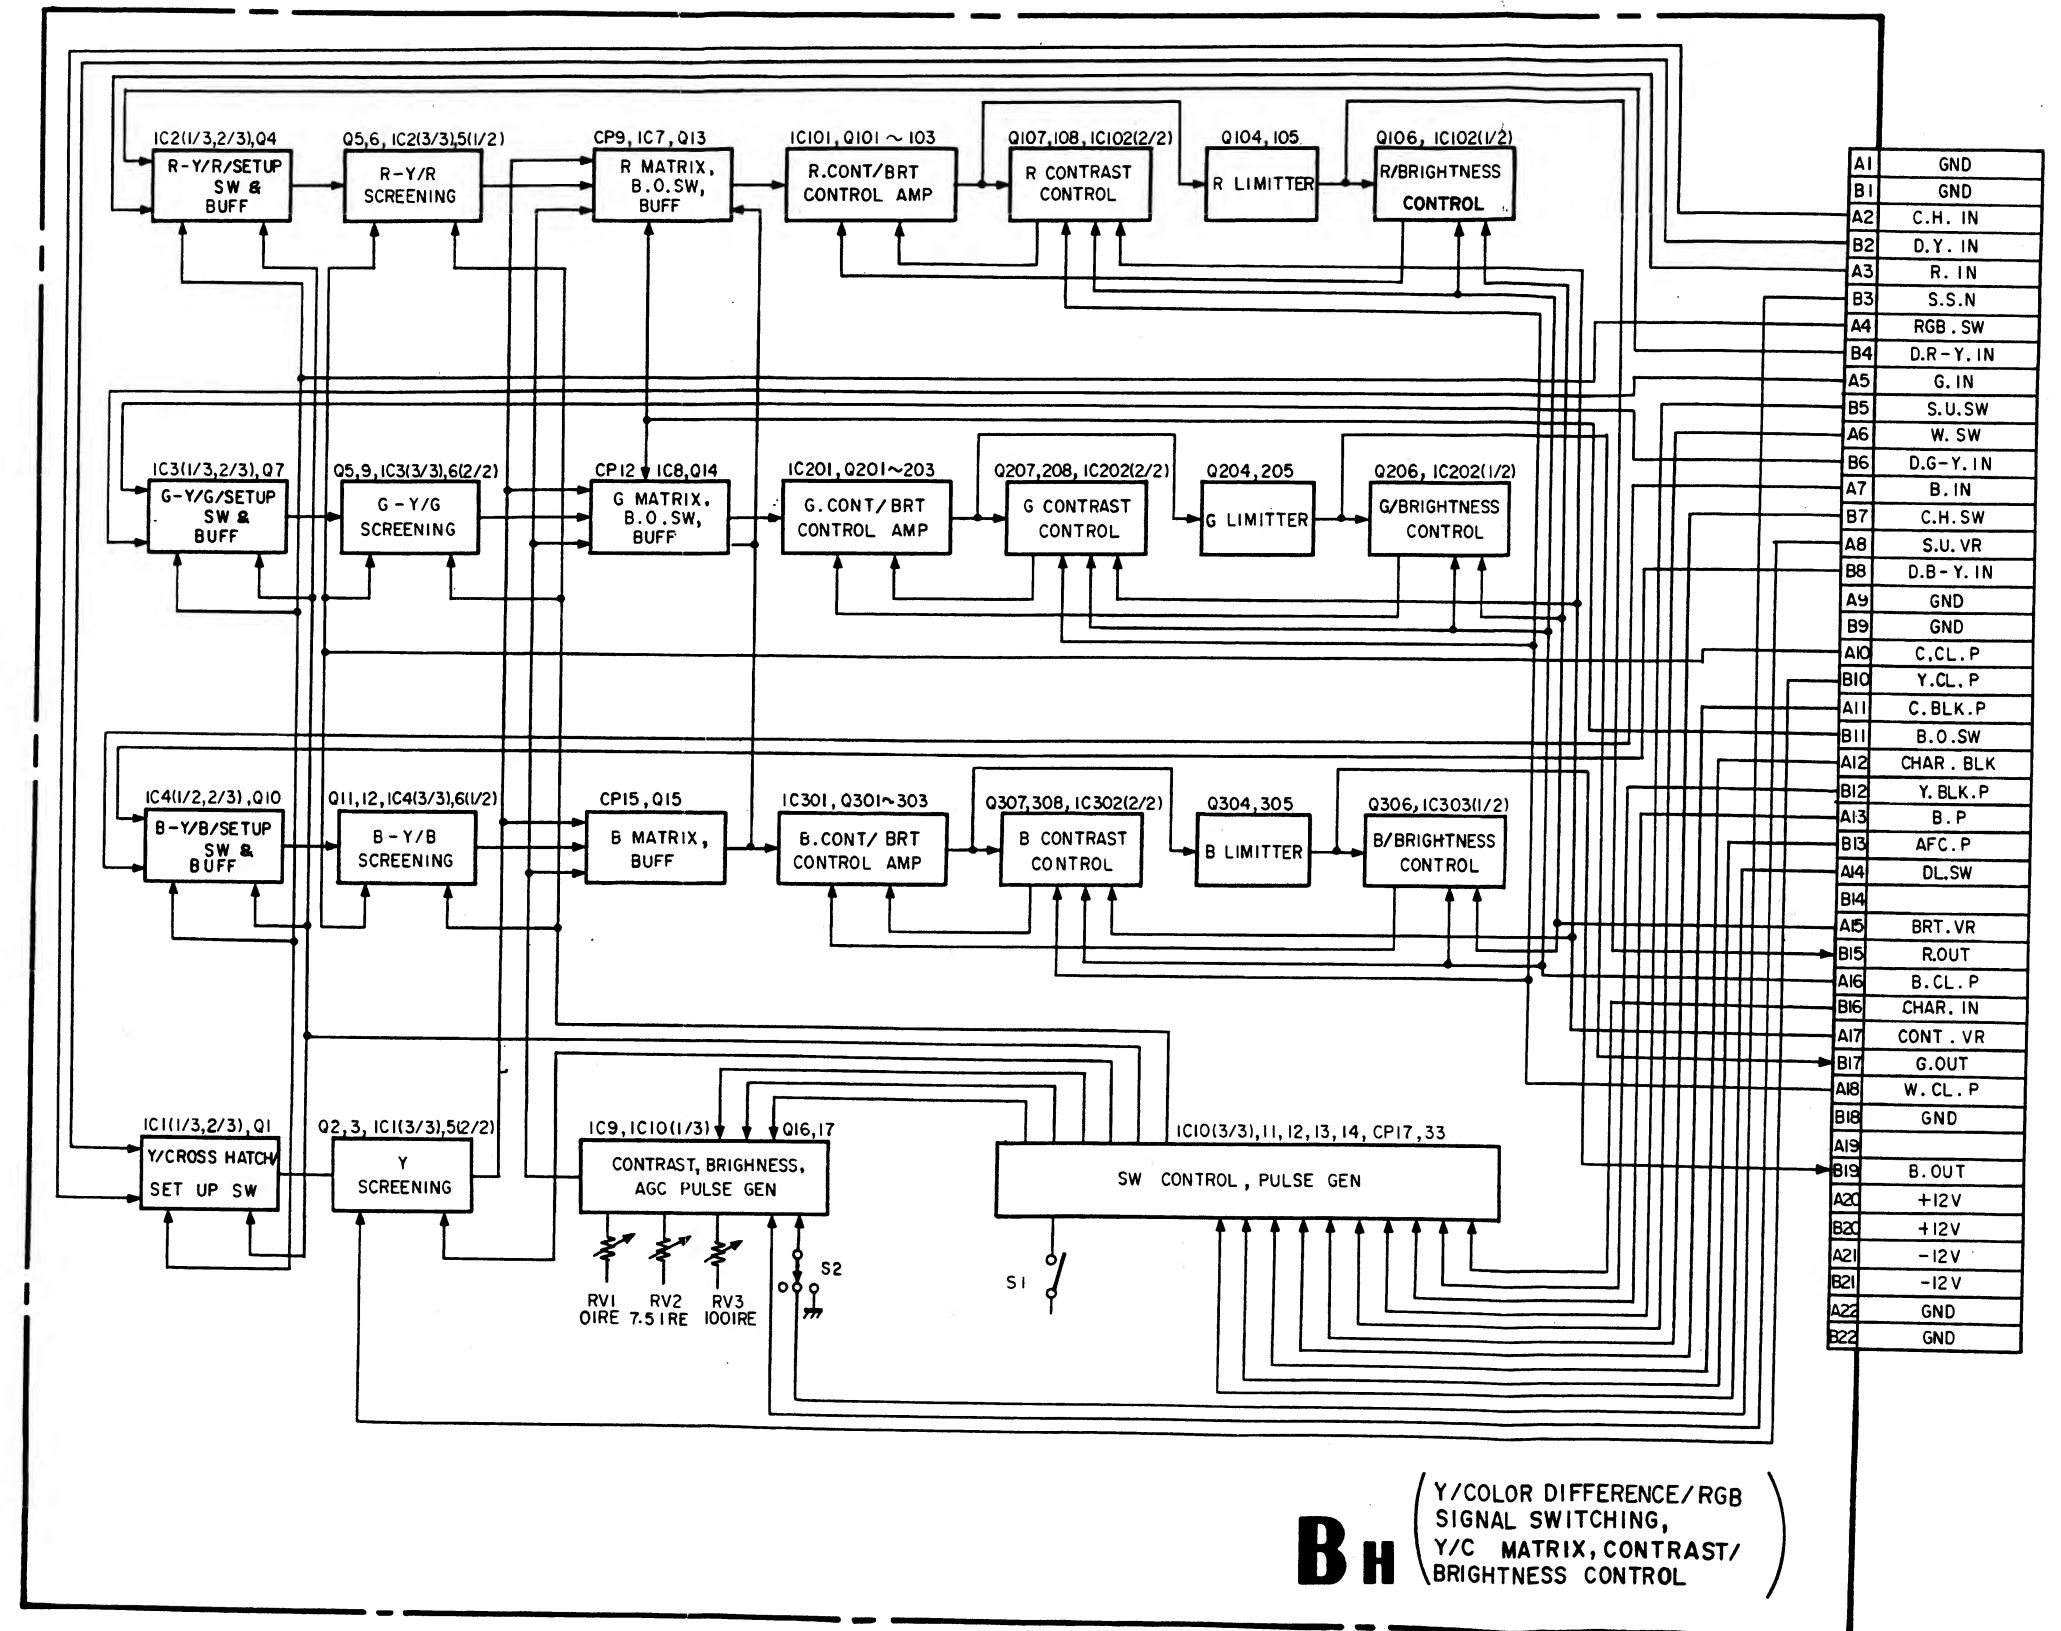 IC2(1/3,2/3),Q4
R-Y/R/SETUP
SW &
BUFF
Q5,6, IC2(3/3),5(1/2)
R-Y/R
SCREENING
CP9, IC7, Q13
R MATRIX,
B.O.SW,
BUFF
IC101, Q101 ~ 103
R.CONT/BRT
CONTROL AMP
Q107,108, IC102(2/2)
R CONTRAST
CONTROL
Q104,105
R LIMITTER
Q106, IC102(1/2)
R/BRIGHTNESS
CONTROL
IC3(1/3,2/3), Q7
G-Y/G/SETUP
SW &
BUFF
Q5,9, IC3(3/3),6(2/2)
G-Y/G
SCREENING
CP12 IC8,Q14
G MATRIX.
B.O.SW,
BUFF
IC201, Q201~203
G.CONT/BRT
CONTROL AMP
Q207,208, IC202(2/2)
G CONTRAST
CONTROL
Q204,205
G LIMITTER
Q206, IC202(1/2)
G/BRIGHTNESS
CONTROL
IC4(1/2,2/3),Q10
B-Y/B/SETUP
SW &
BUFF
Q11,12,IC4(3/3),6(1/2)
B-Y/B
SCREENING
CP15, Q15
B MATRIX,
BUFF
IC301, Q301~303
B.CONT/ BRT
CONTROL AMP
Q307,308, IC302(2/2)
B CONTRAST
CONTROL
Q304,305
B LIMITTER
Q306, IC303(1/2)
B/BRIGHTNESS
CONTROL
IC1(1/3,2/3), Q1
Y/CROSS HATCH/
SET UP SW
Q2,3, IC1(3/3),5(2/2)
Y
SCREENING
IC9, IC10(1/3) Q16,17
CONTRAST, BRIGHNESS,
AGC PULSE GEN
IC10(3/3),11,12,13,14, CP17,33
SW CONTROL, PULSE GEN
S1
S2
RV1 RV2 RV3
0IRE 7.5IRE 100IRE
A1 GND
B1 GND
A2 C.H. IN
B2 D.Y. IN
A3 R. IN
B3 S.S.N
A4 RGB.SW
B4 D.R-Y.IN
A5 G. IN
B5 S.U.SW
A6 W. SW
B6 D.G-Y.IN
A7 B. IN
B7 C.H.SW
A8 S.U.VR
B8 D.B-Y.IN
A9 GND
B9 GND
A10 C,CL.P
B10 Y.CL.P
A11 C.BLK.P
B11 B.O.SW
A12 CHAR. BLK
B12 Y.BLK.P
A13 B.P
B13 AFC.P
A14 DL.SW
B14
A15 BRT.VR
B15 R.OUT
A16 B.CL.P
B16 CHAR. IN
A17 CONT.VR
B17 G.OUT
A18 W.CL.P
B18 GND
A19
B19 B.OUT
A20 +12V
B20 +12V
A21 -12V
B21 -12V
A22 GND
B22 GND
BH
Y/COLOR DIFFERENCE/RGB
SIGNAL SWITCHING,
Y/C MATRIX, CONTRAST/
BRIGHTNESS CONTROL